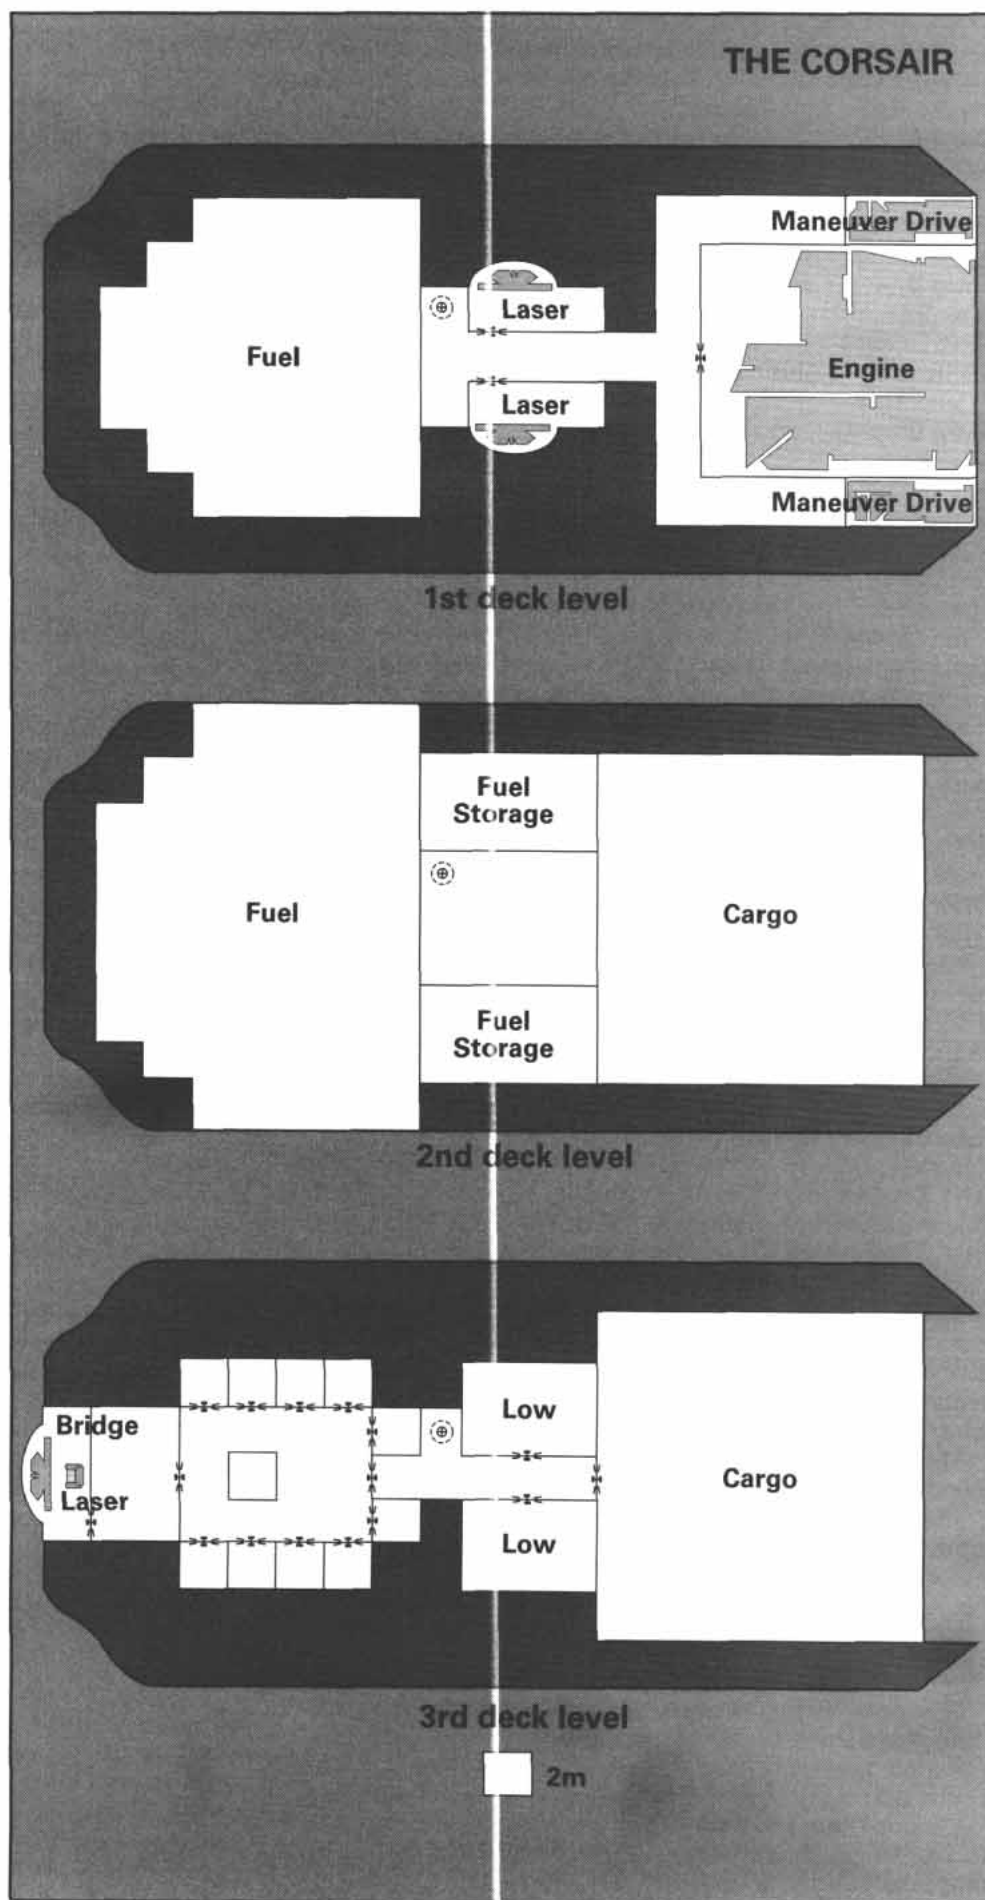 THE CORSAIR
Maneuver Drive
Laser
Fuel
Engine
Laser
Maneuver Drive
1st deck level
Fuel
Storage
Fuel
Cargo
Fuel
Storage
2nd deck level
Low
Bridge
Cargo
Laser
Low
3rd deck level
2m